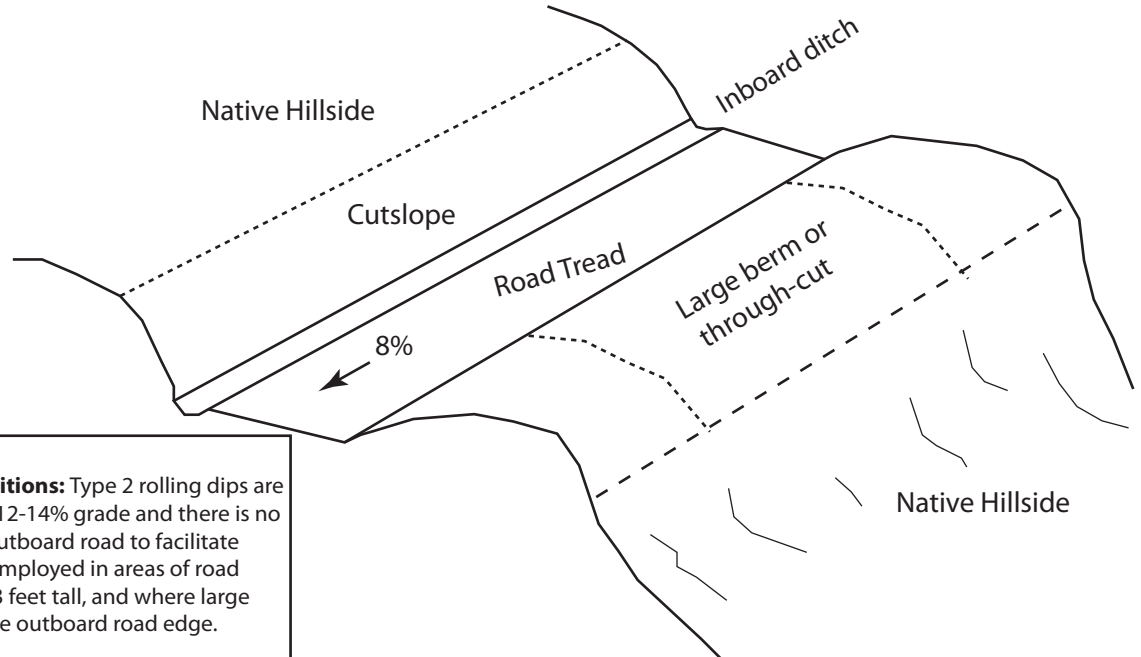 Inboard ditch
Native Hillside
Cutslope
Road Tread
Large berm or
through-cut
8%
Native Hillside
itions: Type 2 rolling dips are
12-14% grade and there is no
utboard road to facilitate
mployed in areas of road
3 feet tall, and where large
e outboard road edge.